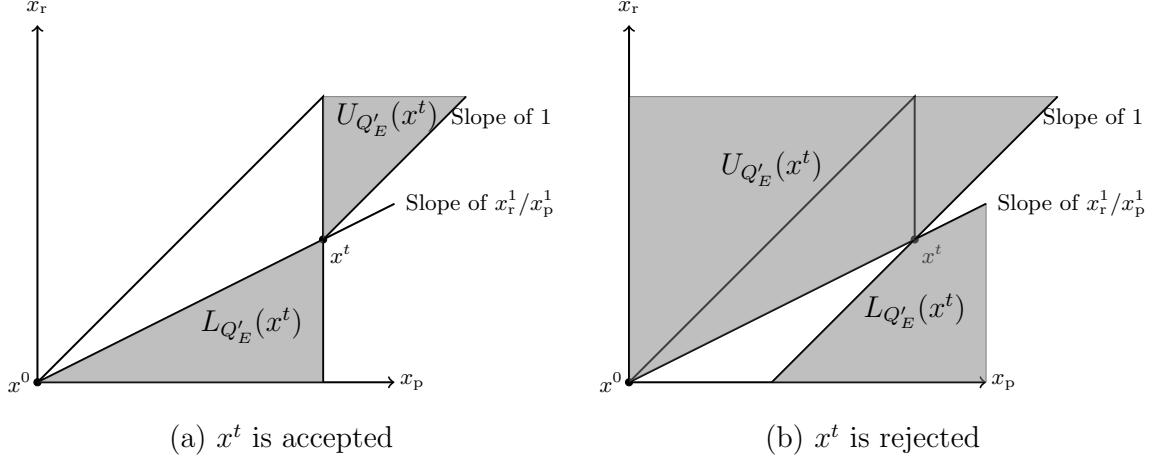 x_r
U_{Q'_E}(x^t)
Slope of 1
Slope of x_r^1/x_p^1
x^t
L_{Q'_E}(x^t)
x^0
x_p
(a) x^t is accepted
x_r
U_{Q'_E}(x^t)
Slope of 1
Slope of x_r^1/x_p^1
x^t
L_{Q'_E}(x^t)
x^0
x_p
(b) x^t is rejected